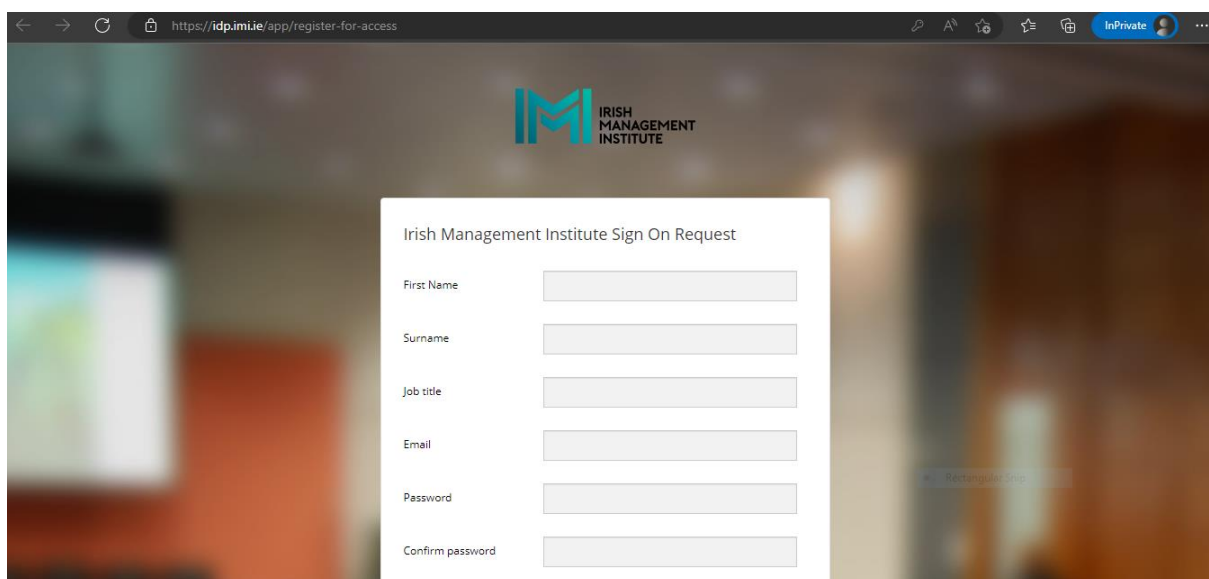 https://idp.imi.ie/app/register-for-access
InPrivate
IRISH
MANAGEMENT
INSTITUTE
Irish Management Institute Sign On Request
First Name
Surname
Job title
Email
Password
Confirm password
Rectangular Snip